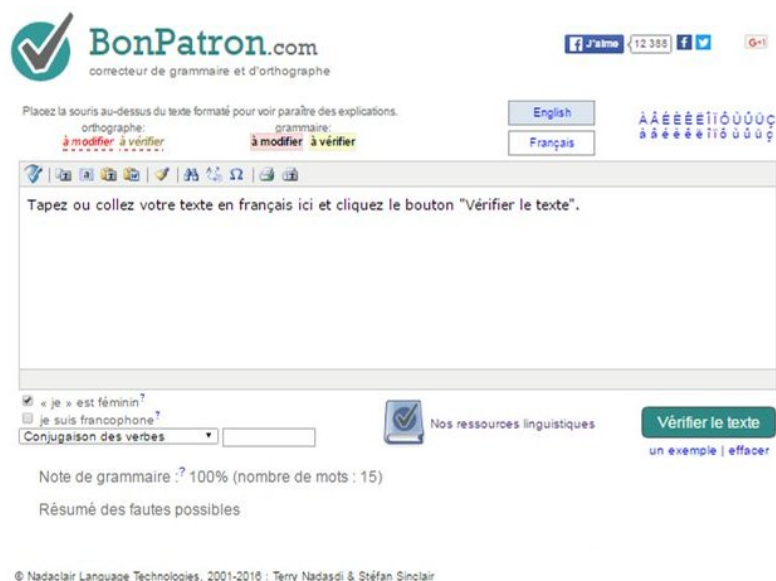 BonPatron.com
correcteur de grammaire et d'orthographe
J'aime 12 388 G+1
Placez la souris au-dessus du texte formaté pour voir paraître des explications.
orthographe: grammaire:
à modifier à vérifier à modifier à vérifier
English
Français
À Â É È Ê Ë Î Ï Ô Ù Û Ü Ç
à â é è ê ë î ï ô ù û ü ç
Tapez ou collez votre texte en français ici et cliquez le bouton "Vérifier le texte".
« je » est féminin?
je suis francophone?
Conjugaison des verbes
Nos ressources linguistiques
Vérifier le texte
un exemple | effacer
Note de grammaire :? 100% (nombre de mots : 15)
Résumé des fautes possibles
© Nadaclair Language Technologies, 2001-2016 : Terry Nadasdi & Stéfan Sinclair